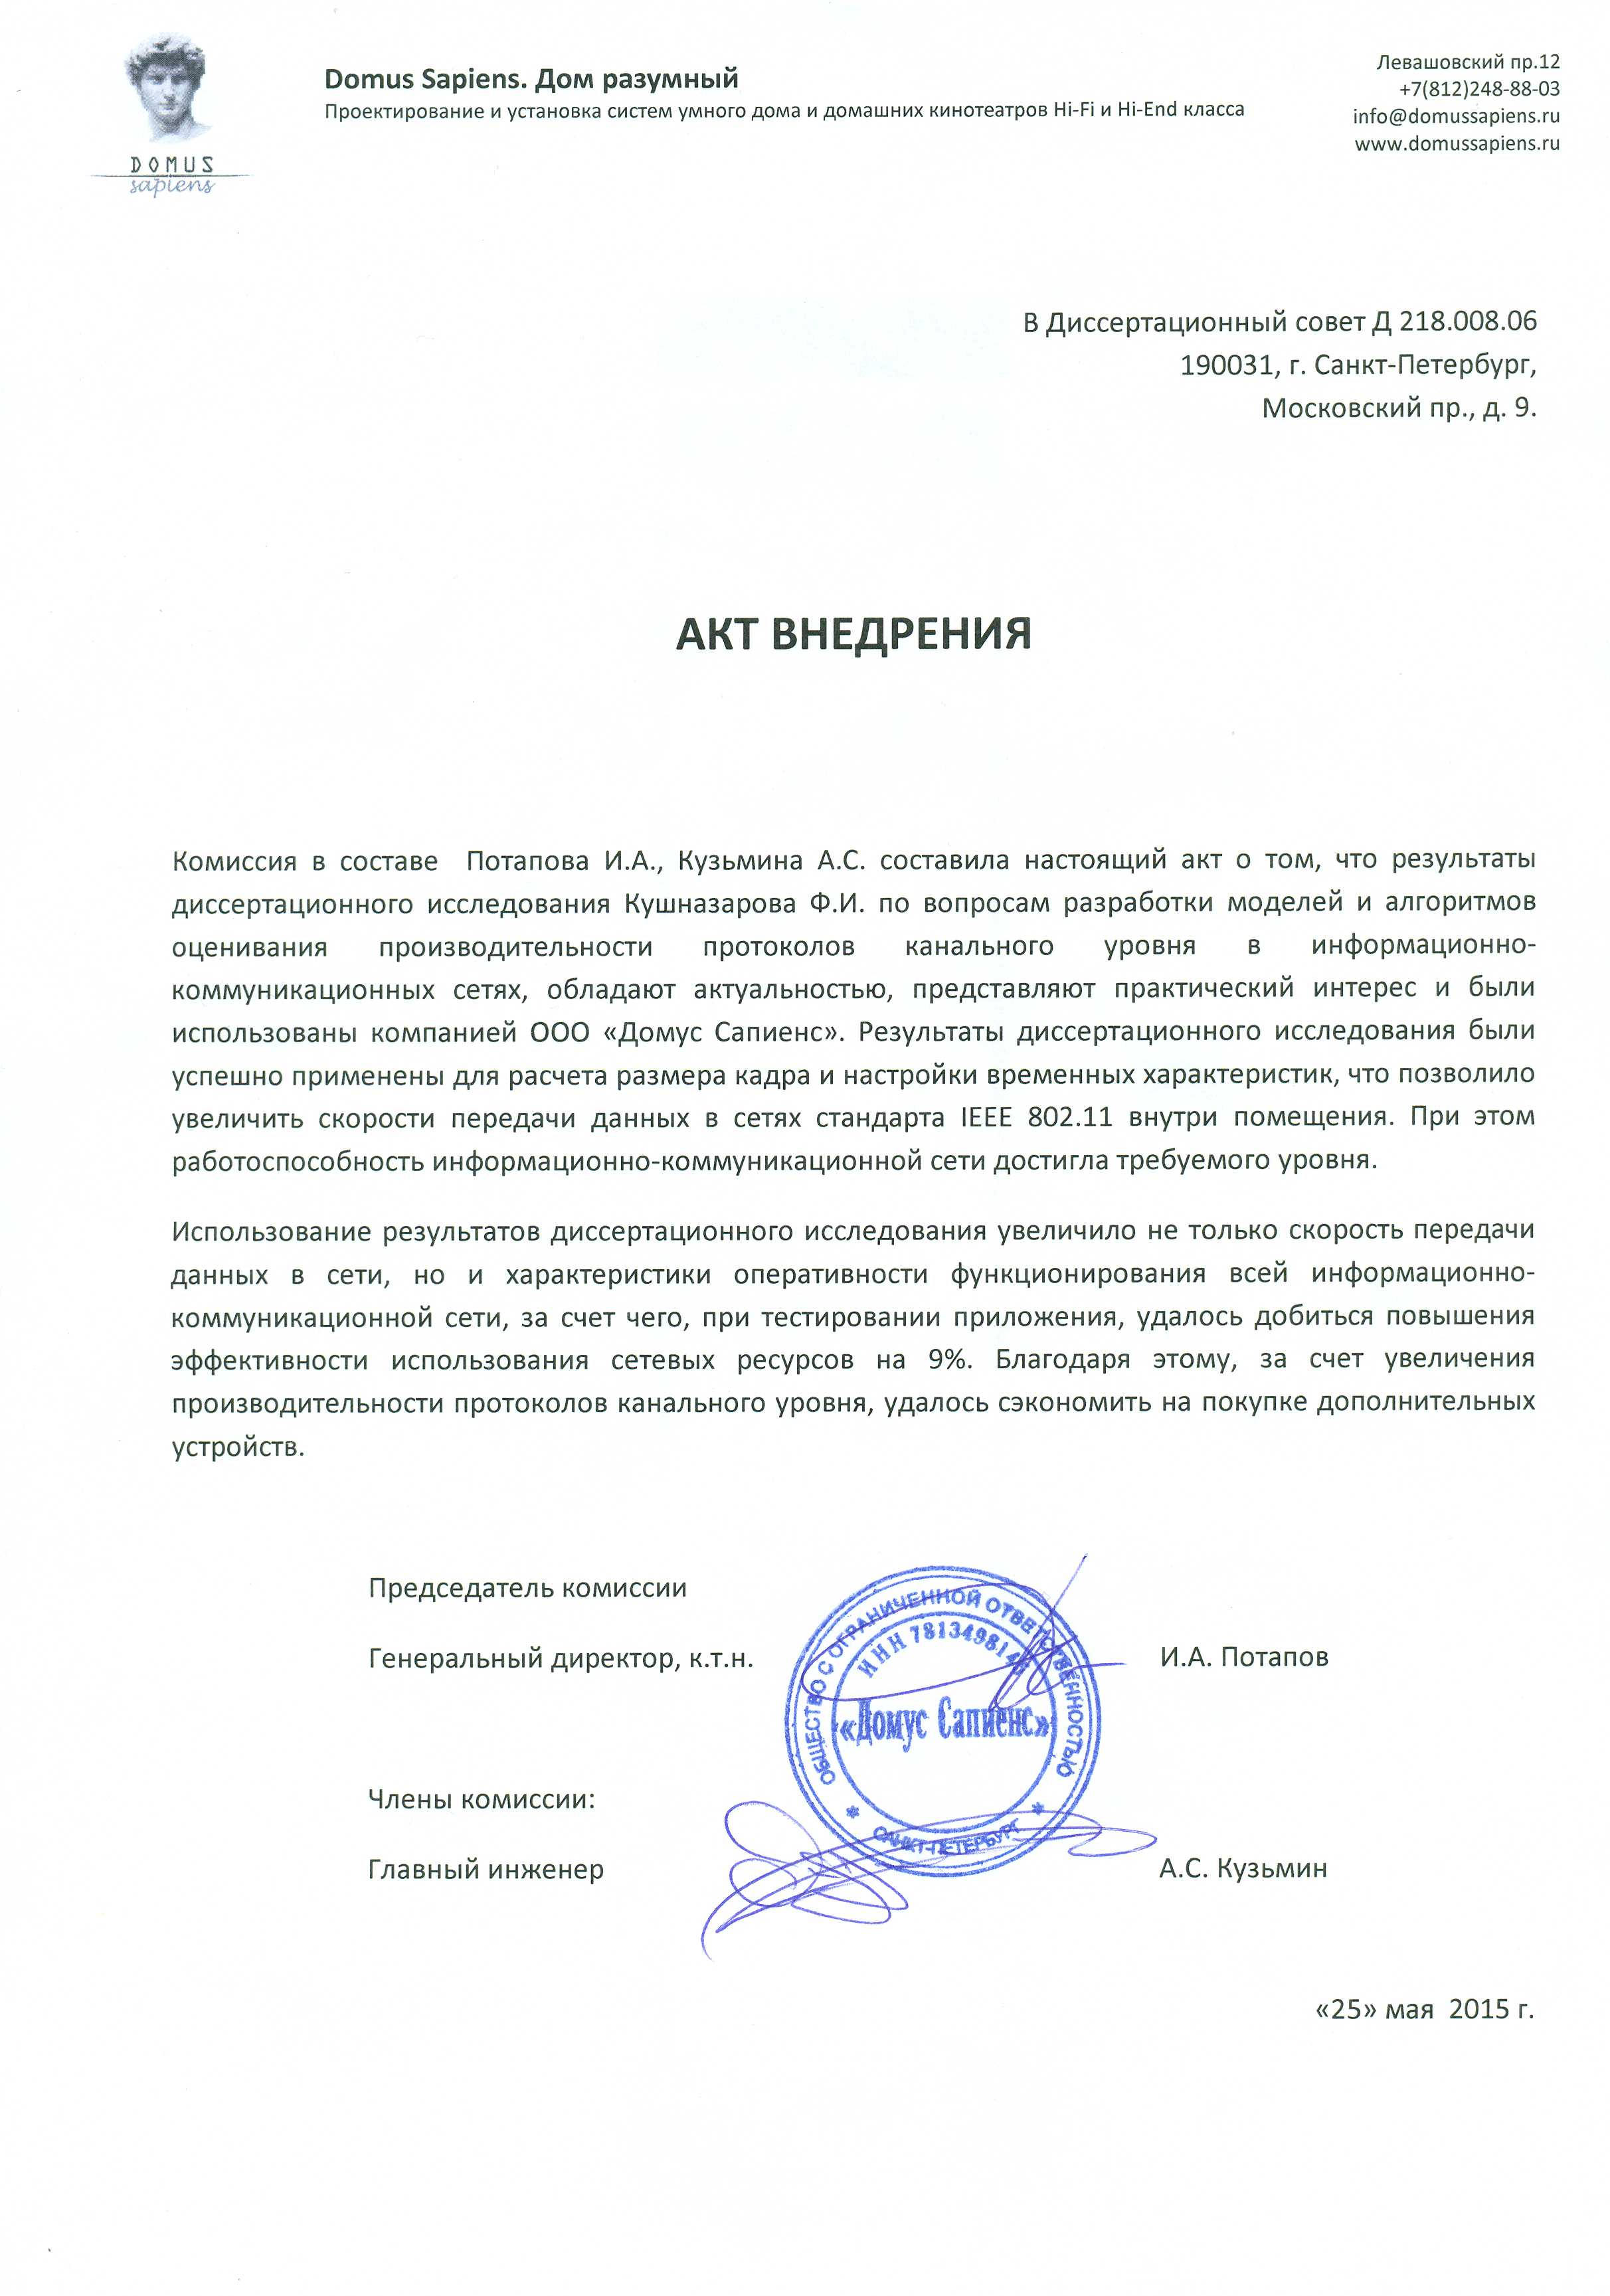 DOMUS
sapiens
Domus Sapiens. Дом разумный
Проектирование и установка систем умного дома и домашних кинотеатров Hi-Fi и Hi-End класса
Левашовский пр.12
+7(812)248-88-03
info@domussapiens.ru
www.domussapiens.ru
В Диссертационный совет Д 218.008.06
190031, г. Санкт-Петербург,
Московский пр., д. 9.
АКТ ВНЕДРЕНИЯ
Комиссия в составе Потапова И.А., Кузьмина А.С. составила настоящий акт о том, что результаты
диссертационного исследования Кушназарова Ф.И. по вопросам разработки моделей и алгоритмов
оценивания производительности протоколов канального уровня в информационно-
коммуникационных сетях, обладают актуальностью, представляют практический интерес и были
использованы компанией ООО «Домус Сапиенс». Результаты диссертационного исследования были
успешно применены для расчета размера кадра и настройки временных характеристик, что позволило
увеличить скорости передачи данных в сетях стандарта IEEE 802.11 внутри помещения. При этом
работоспособность информационно-коммуникационной сети достигла требуемого уровня.
Использование результатов диссертационного исследования увеличило не только скорость передачи
данных в сети, но и характеристики оперативности функционирования всей информационно-
коммуникационной сети, за счет чего, при тестировании приложения, удалось добиться повышения
эффективности использования сетевых ресурсов на 9%. Благодаря этому, за счет увеличения
производительности протоколов канального уровня, удалось сэкономить на покупке дополнительных
устройств.
Председатель комиссии
Генеральный директор, к.т.н.
И.А. Потапов
ОБЩЕСТВО С ОГРАНИЧЕННОЙ ОТВЕТСТВЕННОСТЬЮ
ИНН
«Домус Сапиенс»
* САНКТ-ПЕТЕРБУРГ *
Члены комиссии:
Главный инженер
А.С. Кузьмин
«25» мая 2015 г.